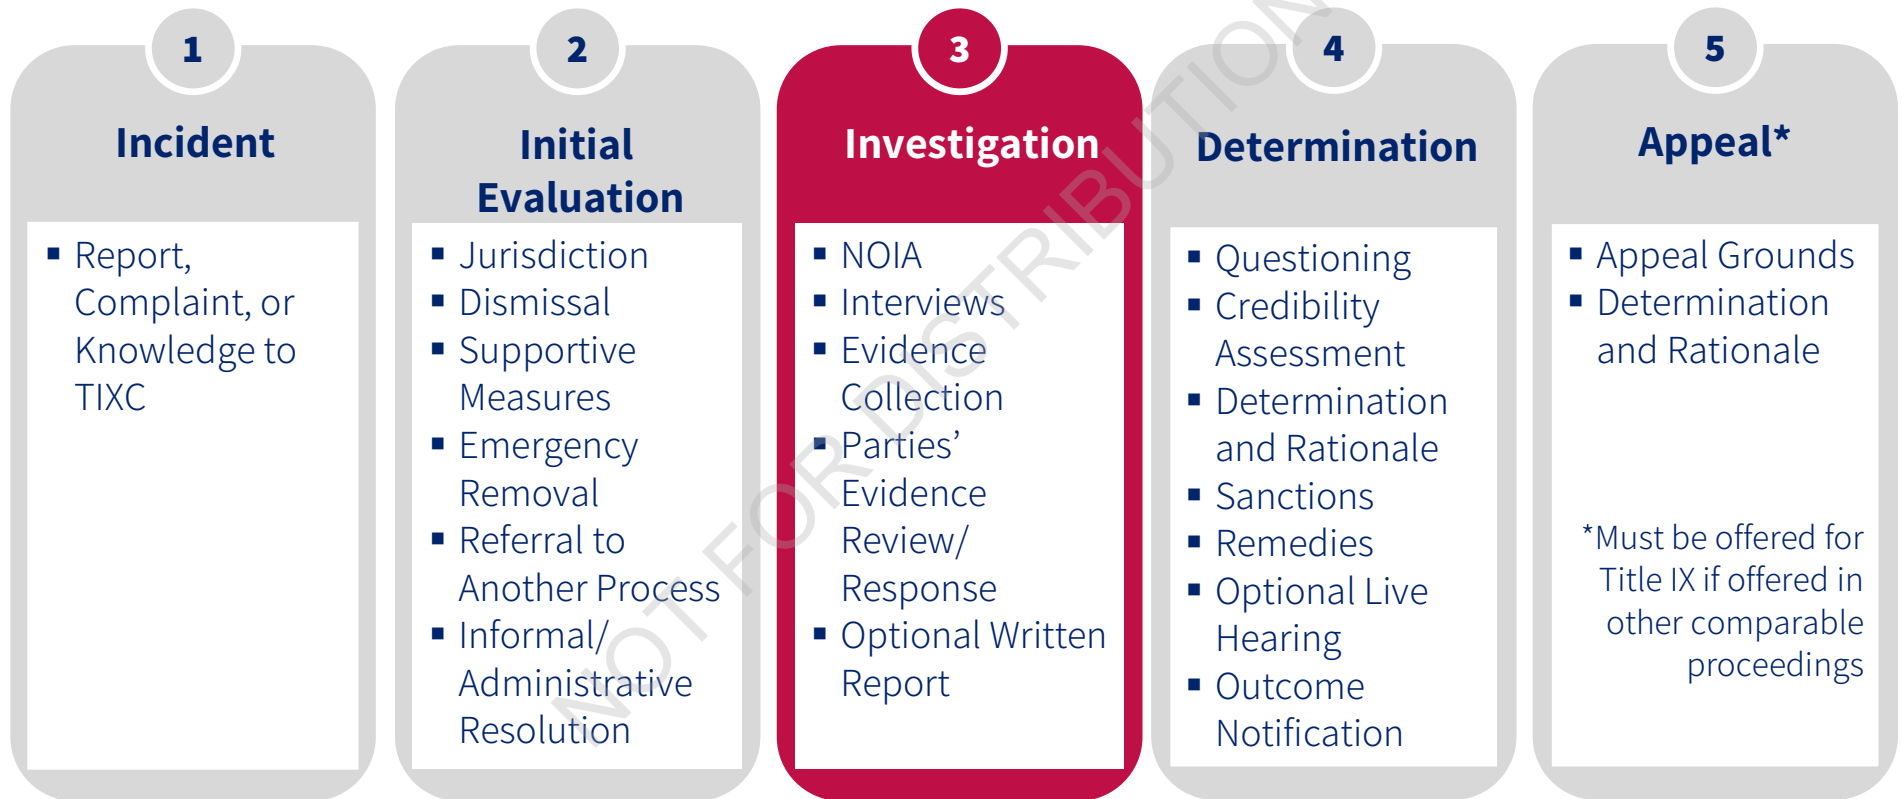 1
Incident
▪ Report,
Complaint, or
Knowledge to
TIXC
2
Initial
Evaluation
▪ Jurisdiction
▪ Dismissal
▪ Supportive
Measures
▪ Emergency
Removal
▪ Referral to
Another Process
▪ Informal/
Administrative
Resolution
3
Investigation
▪ NOIA
▪ Interviews
▪ Evidence
Collection
▪ Parties’
Evidence
Review/
Response
▪ Optional Written
Report
4
Determination
▪ Questioning
▪ Credibility
Assessment
▪ Determination
and Rationale
▪ Sanctions
▪ Remedies
▪ Optional Live
Hearing
▪ Outcome
Notification
5
Appeal*
▪ Appeal Grounds
▪ Determination
and Rationale
*Must be offered for
Title IX if offered in
other comparable
proceedings
NOT FOR DISTRIBUTION